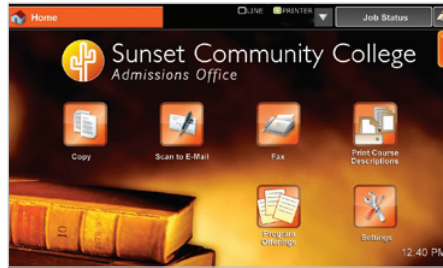 Home
LINE
PRINTER
Job Status
Sunset Community College
Admissions Office
Copy
Scan to E-Mail
Fax
Print Course
Descriptions
Program
Offerings
Settings
12:40 PM